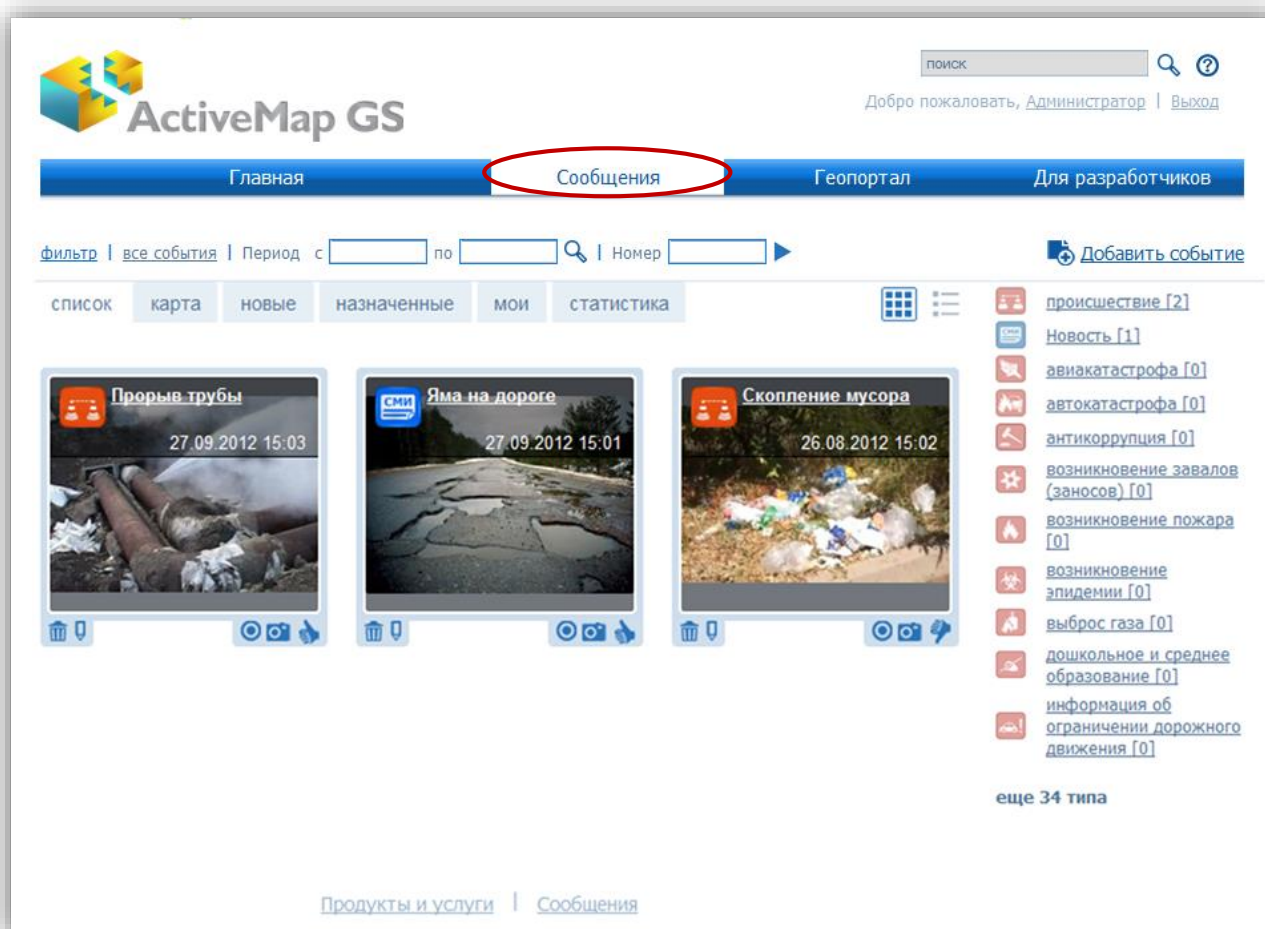 поиск
ActiveMap GS
Добро пожаловать, Администратор | Выход
Главная
Сообщения
Геопортал
Для разработчиков
фильтр | все события | Период с по | Номер
Добавить событие
список
карта
новые
назначенные
мои
статистика
Прорыв трубы
27.09.2012 15:03
СМИ
Яма на дороге
27.09.2012 15:01
Скопление мусора
26.08.2012 15:02
происшествие [2]
СМИ
Новость [1]
авиакатастрофа [0]
автокатастрофа [0]
антикоррупция [0]
возникновение завалов
(заносов) [0]
возникновение пожара
[0]
возникновение
эпидемии [0]
выброс газа [0]
дошкольное и среднее
образование [0]
информация об
ограничении дорожного
движения [0]
еще 34 типа
Продукты и услуги | Сообщения